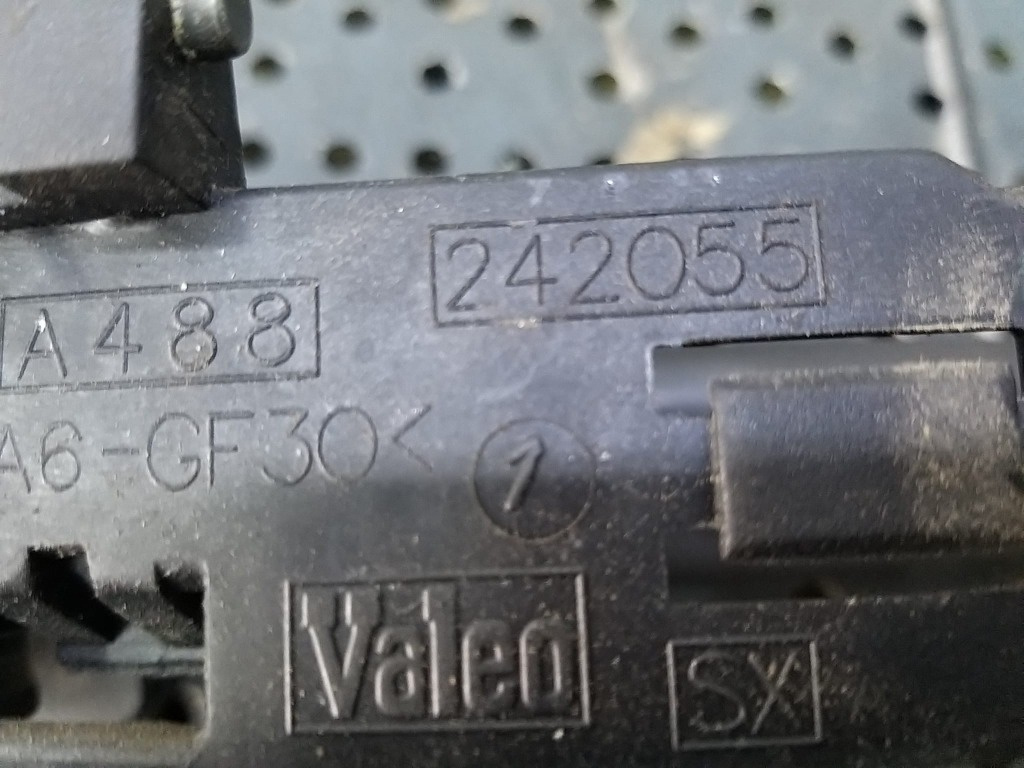 242055
A488
A6-GF30<
1
Valeo
SX